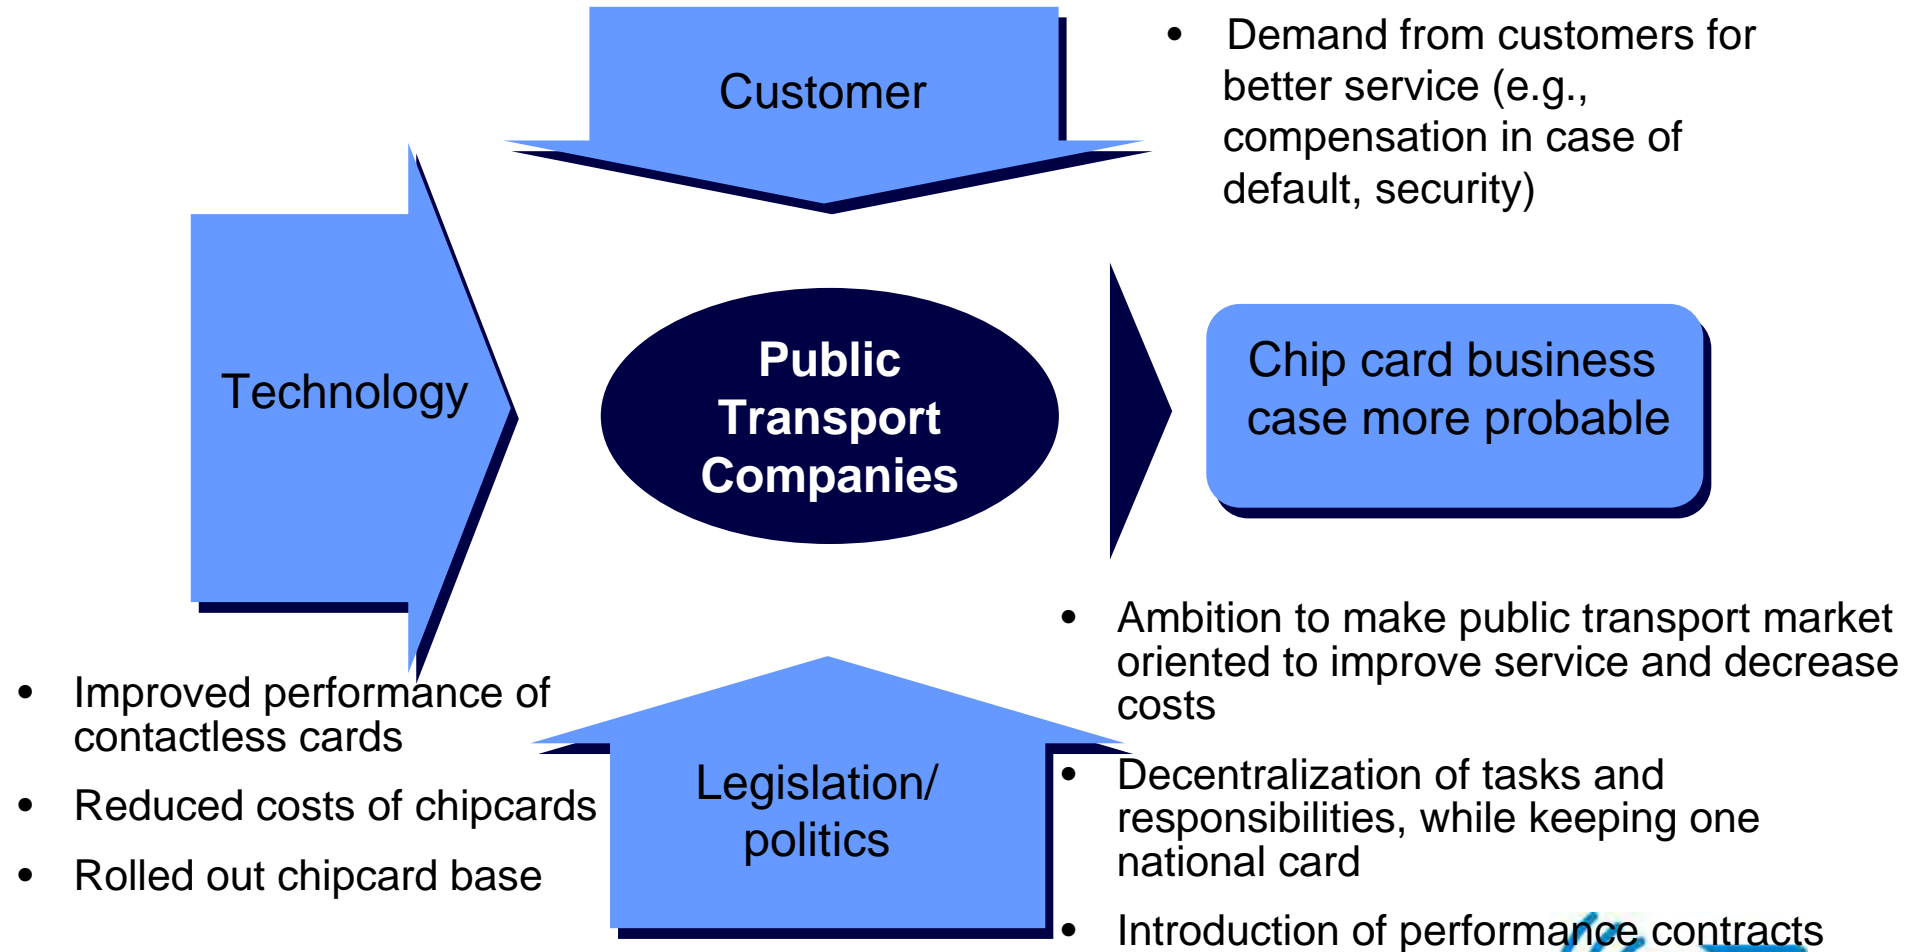 Customer
• Demand from customers for
better service (e.g.,
compensation in case of
default, security)
Technology
Public
Transport
Companies
Chip card business
case more probable
• Improved performance of
contactless cards
• Reduced costs of chipcards
• Rolled out chipcard base
Legislation/
politics
• Ambition to make public transport market
oriented to improve service and decrease
costs
• Decentralization of tasks and
responsibilities, while keeping one
national card
• Introduction of performance contracts